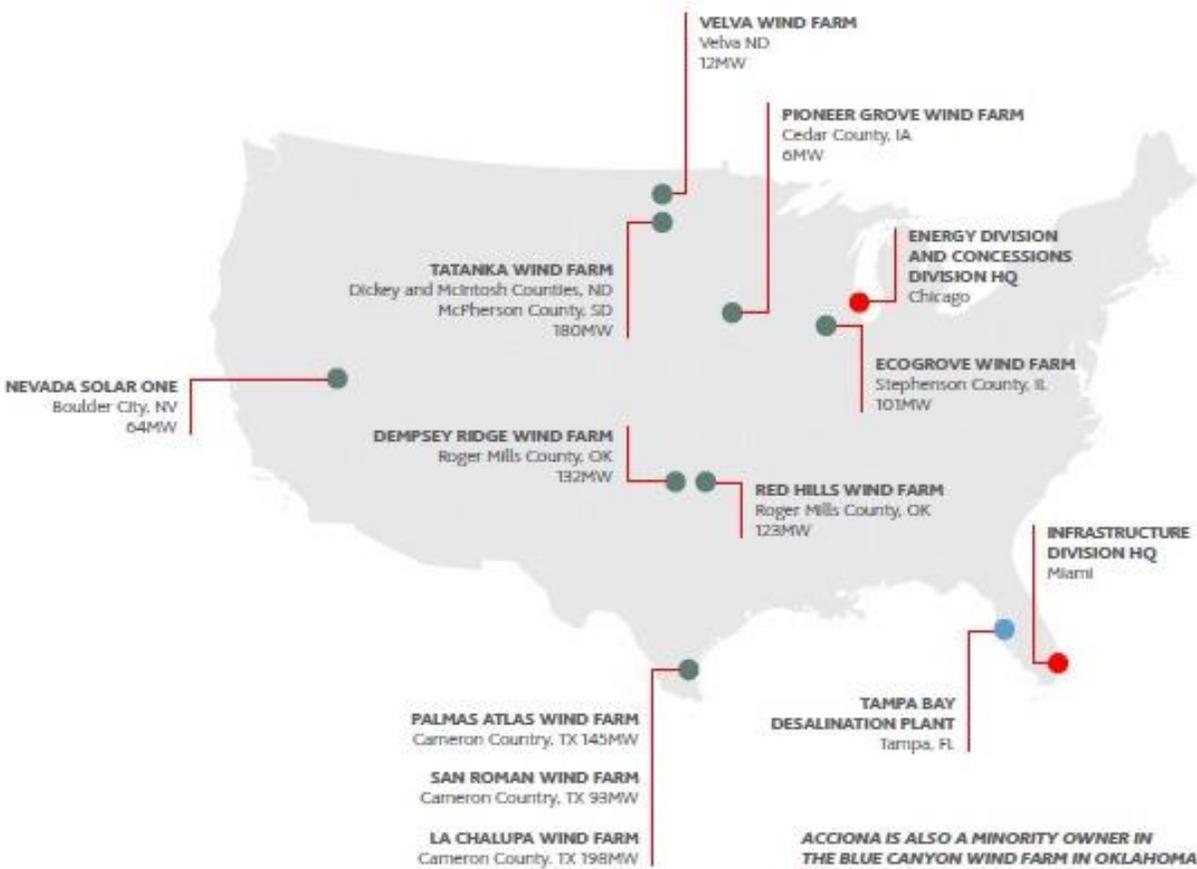 VELVA WIND FARM
Velva ND
12MW
PIONEER GROVE WIND FARM
Cedar County, IA
6MW
ENERGY DIVISION
AND CONCESSIONS
DIVISION HQ
Chicago
TATANKA WIND FARM
Dickey and McIntosh Counties, ND
McPherson County, SD
180MW
ECOGROVE WIND FARM
Stephenson County, IL
101MW
NEVADA SOLAR ONE
Boulder City, NV
64MW
DEMPSEY RIDGE WIND FARM
Roger Mills County, OK
132MW
RED HILLS WIND FARM
Roger Mills County, OK
123MW
INFRASTRUCTURE
DIVISION HQ
Miami
TAMPA BAY
DESALINATION PLANT
Tampa, FL
PALMAS ATLAS WIND FARM
Cameron Country, TX 145MW
SAN ROMAN WIND FARM
Cameron Country, TX 93MW
LA CHALUPA WIND FARM
Cameron County, TX 198MW
ACCIONA IS ALSO A MINORITY OWNER IN
THE BLUE CANYON WIND FARM IN OKLAHOMA